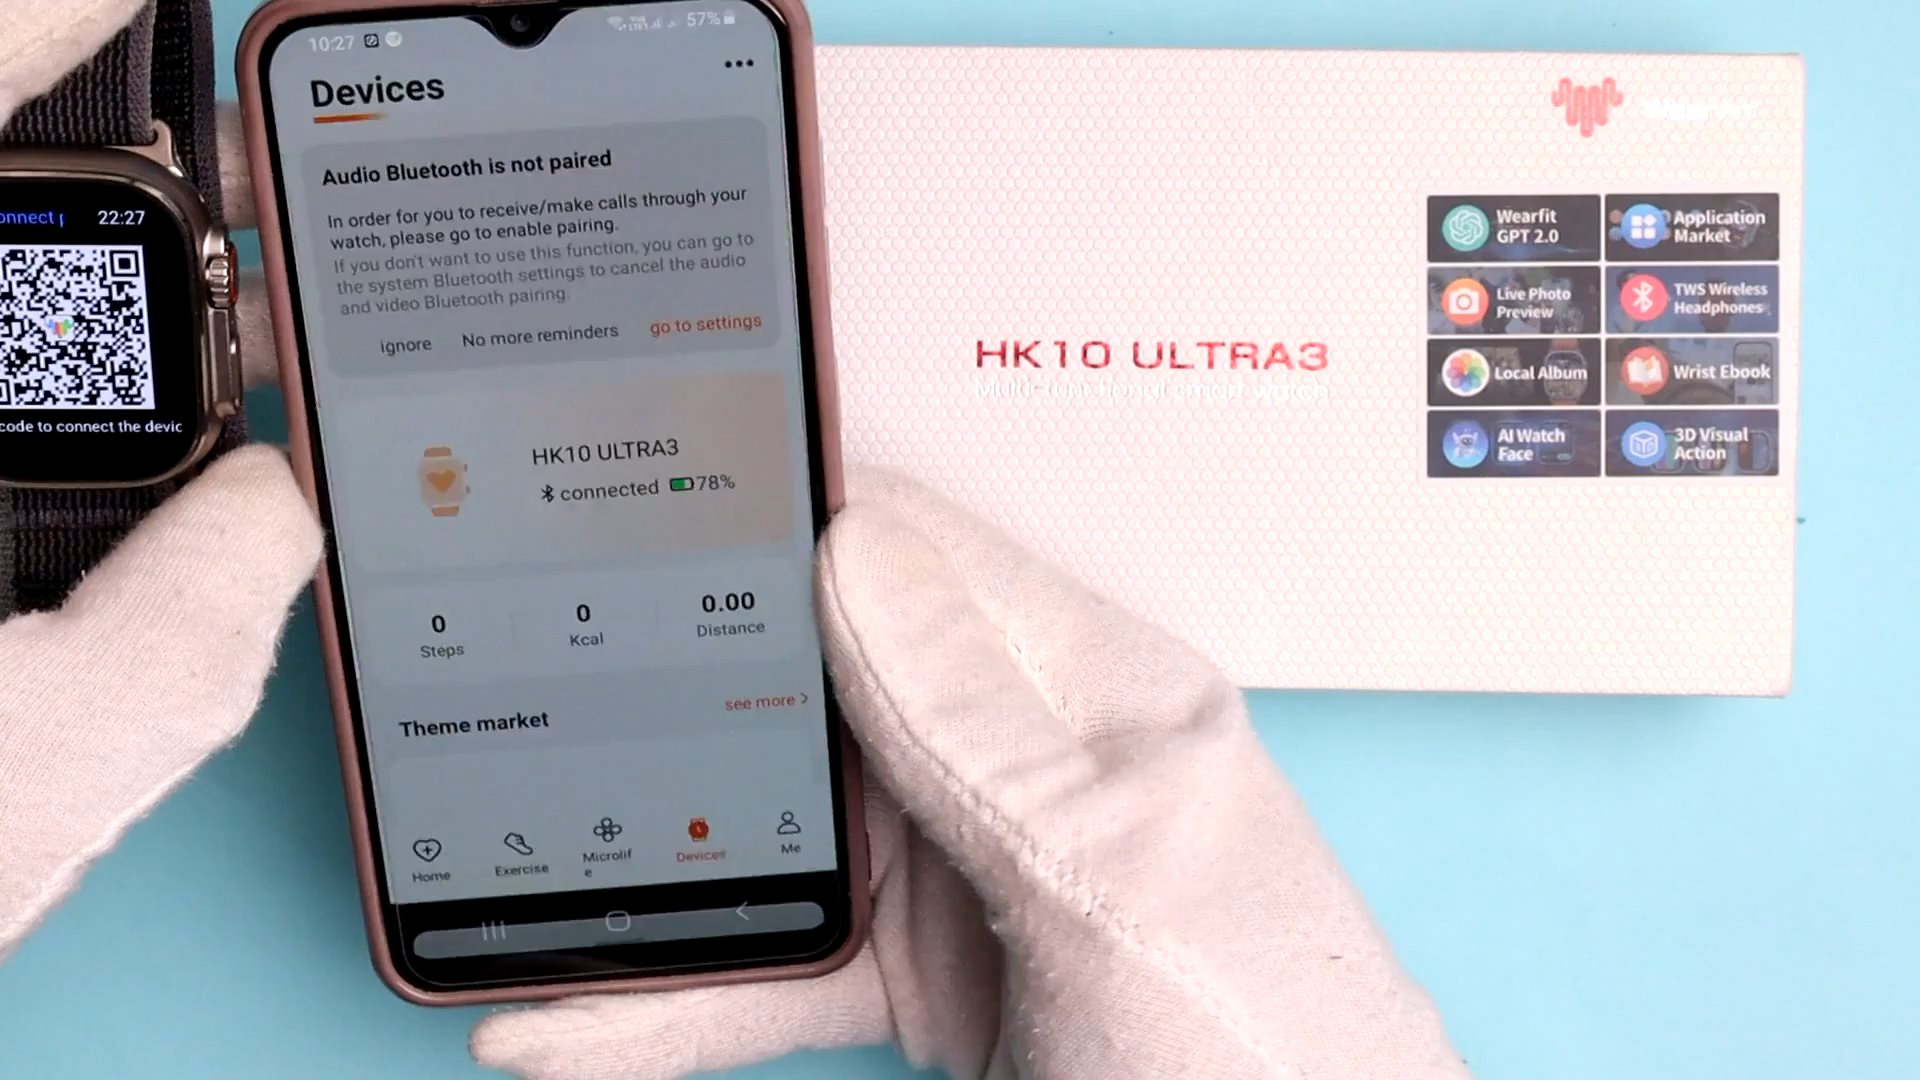 onnect p 22:27
code to connect the devic
10:27 57%
Devices
Audio Bluetooth is not paired
In order for you to receive/make calls through your
watch, please go to enable pairing.
If you don't want to use this function, you can go to
the system Bluetooth settings to cancel the audio
and video Bluetooth pairing.
ignore No more reminders go to settings
HK10 ULTRA3
connected 78%
0 0 0.00
Steps Kcal Distance
Theme market see more >
Home Exercise Microlif
e
Devices Me
WearFit
HK10 ULTRA3
Multi-functional smart watch
Wearfit
GPT 2.0
Application
Market
Live Photo
Preview
TWS Wireless
Headphones
Local Album
Wrist Ebook
AI Watch
Face
3D Visual
Action